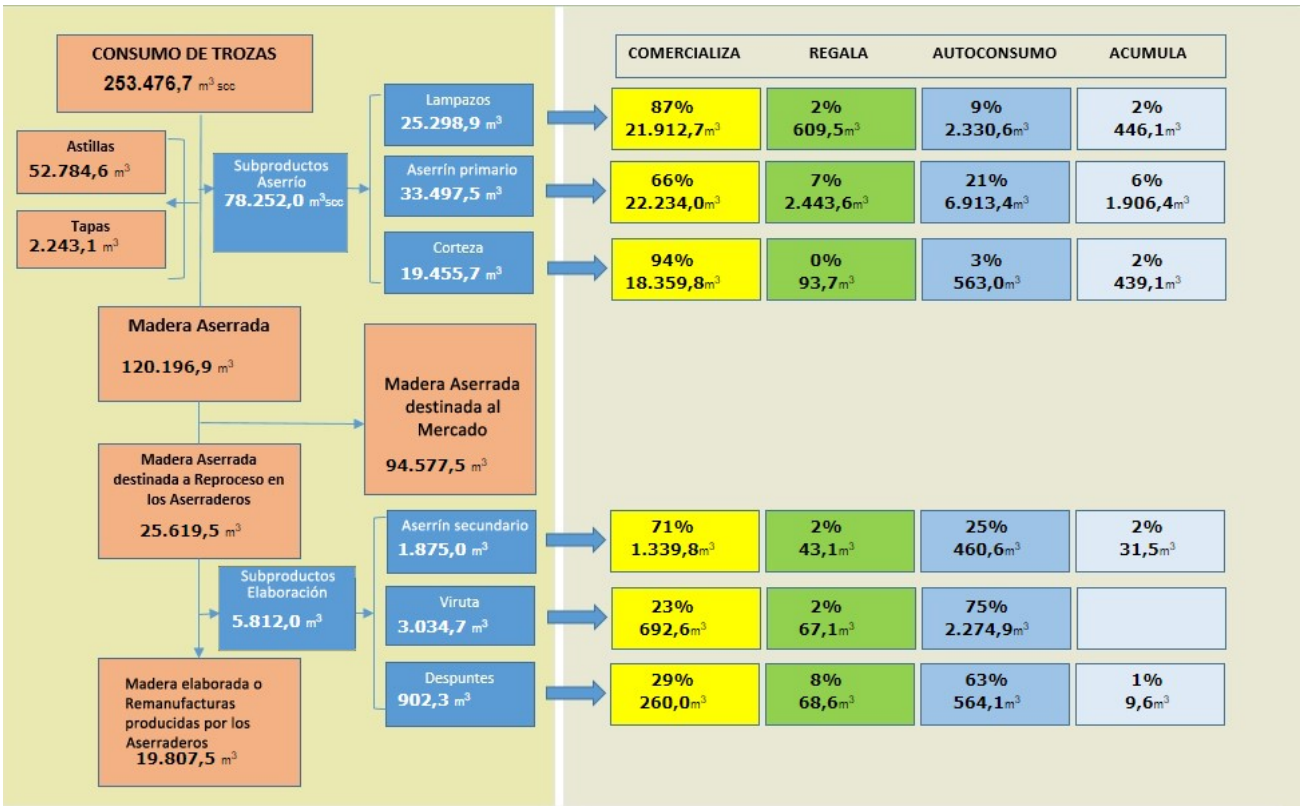 CONSUMO DE TROZAS
253.476,7 m³ scc
Astillas
52.784,6 m³
Tapas
2.243,1 m³
Subproductos
Aserrío
78.252,0 m³scc
Lampazos
25.298,9 m³
Aserrín primario
33.497,5 m³
Corteza
19.455,7 m³
Madera Aserrada
120.196,9 m³
Madera Aserrada
destinada al
Mercado
94.577,5 m³
Madera Aserrada
destinada a Reproceso en
los Aserraderos
25.619,5 m³
Subproductos
Elaboración
5.812,0 m³
Aserrín secundario
1.875,0 m³
Viruta
3.034,7 m³
Despuntes
902,3 m³
Madera elaborada o
Remanufacturas
producidas por los
Aserraderos
19.807,5 m³
COMERCIALIZA REGALA AUTOCONSUMO ACUMULA
87% 2% 9% 2%
21.912,7m³ 609,5m³ 2.330,6m³ 446,1m³
66% 7% 21% 6%
22.234,0m³ 2.443,6m³ 6.913,4m³ 1.906,4m³
94% 0% 3% 2%
18.359,8m³ 93,7m³ 563,0m³ 439,1m³
71% 2% 25% 2%
1.339,8m³ 43,1m³ 460,6m³ 31,5m³
23% 2% 75%
692,6m³ 67,1m³ 2.274,9m³
29% 8% 63% 1%
260,0m³ 68,6m³ 564,1m³ 9,6m³